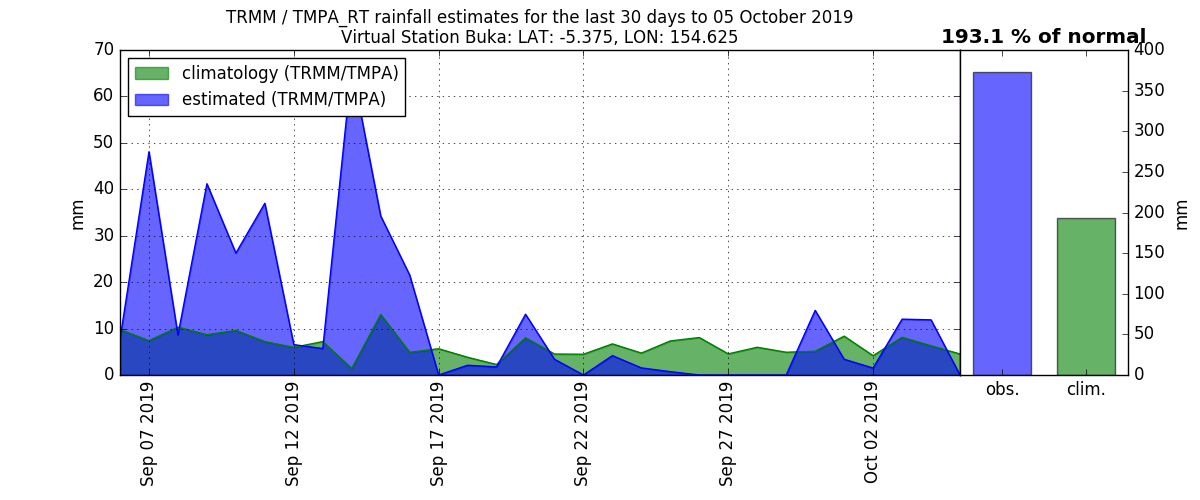 TRMM / TMPA_RT rainfall estimates for the last 30 days to 05 October 2019
Virtual Station Buka: LAT: -5.375, LON: 154.625
193.1 % of normal
climatology (TRMM/TMPA)
estimated (TRMM/TMPA)
70
60
50
40
30
20
10
0
mm
Sep 07 2019
Sep 12 2019
Sep 17 2019
Sep 22 2019
Sep 27 2019
Oct 02 2019
obs.
clim.
400
350
300
250
200
150
100
50
0
mm